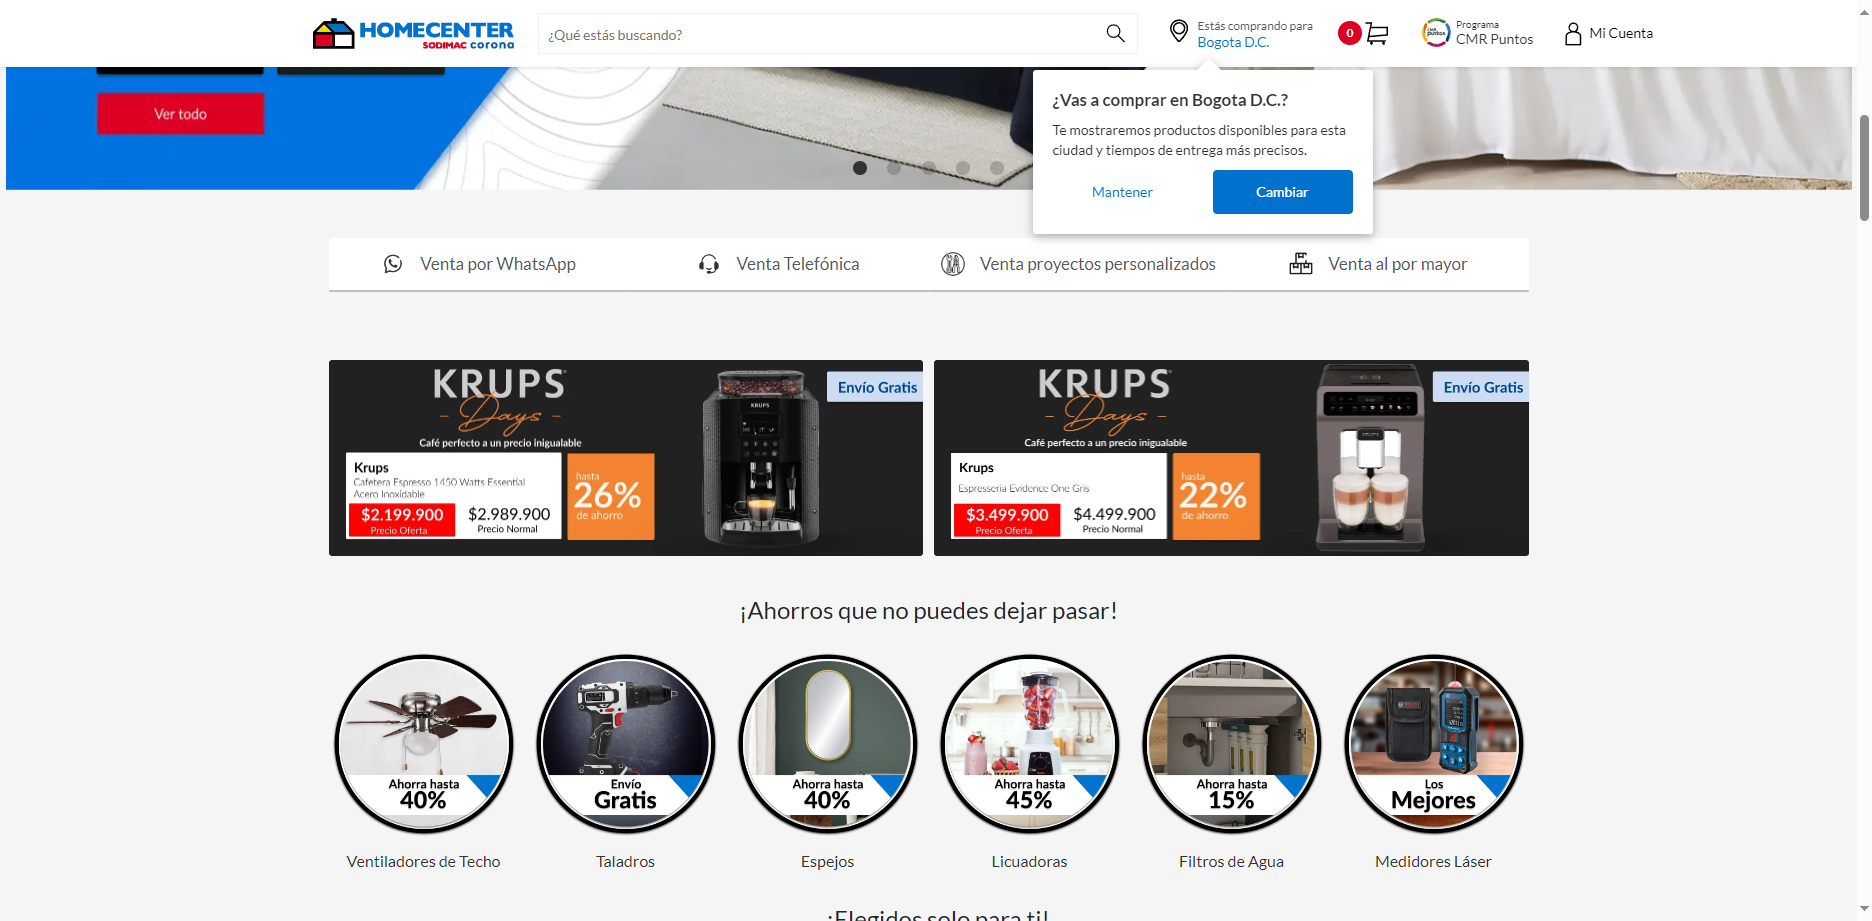 HOMECENTER
SODIMAC corona
¿Qué estás buscando?
Estás comprando para
Bogota D.C.
0
Programa
CMR Puntos
Mi Cuenta
Ver todo
¿Vas a comprar en Bogota D.C.?
Te mostraremos productos disponibles para esta
ciudad y tiempos de entrega más precisos.
Mantener
Cambiar
Venta por WhatsApp
Venta Telefónica
Venta proyectos personalizados
Venta al por mayor
KRUPS
Days
Café perfecto a un precio inigualable
Krups
Cafetera Espresso 1450 Watts Essential
Acero Inoxidable
$2.199.900
Precio Oferta
$2.989.900
Precio Normal
hasta
26%
de ahorro
KRUPS
Envío Gratis
KRUPS
Days
Café perfecto a un precio inigualable
Krups
Espresseria Evidence One Gris
$3.499.900
Precio Oferta
$4.499.900
Precio Normal
hasta
22%
de ahorro
Envío Gratis
¡Ahorros que no puedes dejar pasar!
Ahorra hasta
40%
Ventiladores de Techo
Envío
Gratis
Taladros
Ahorra hasta
40%
Espejos
Ahorra hasta
45%
Licuadoras
Ahorra hasta
15%
Filtros de Agua
Los
Mejores
Medidores Láser
¡Elegidos solo para ti!